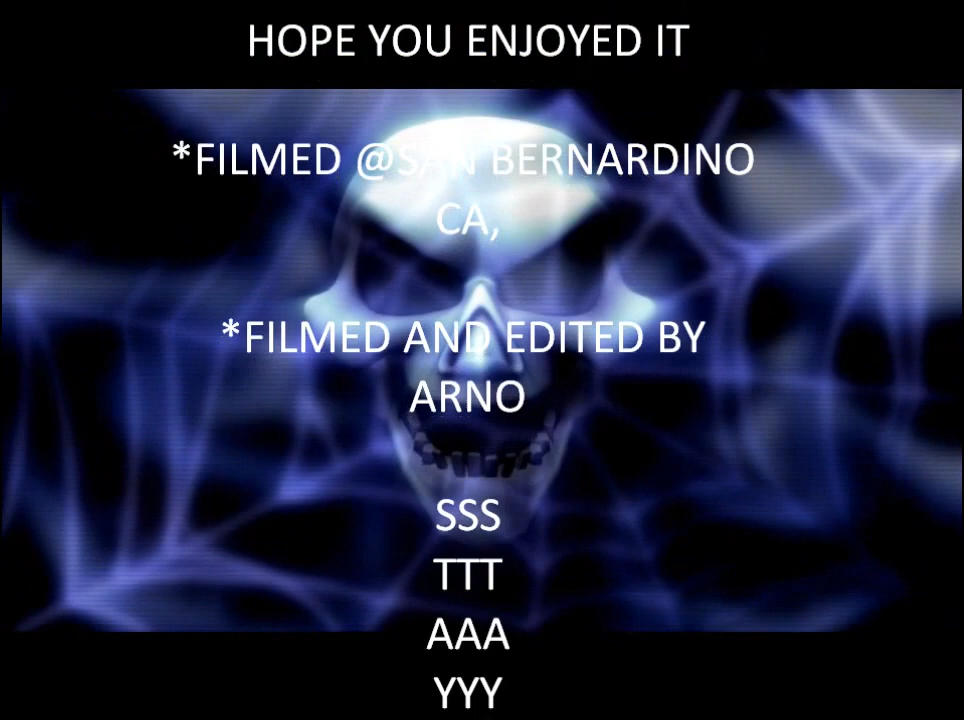 HOPE YOU ENJOYED IT
*FILMED @SAN BERNARDINO
CA,
*FILMED AND EDITED BY
ARNO
SSS
TTT
AAA
YYY